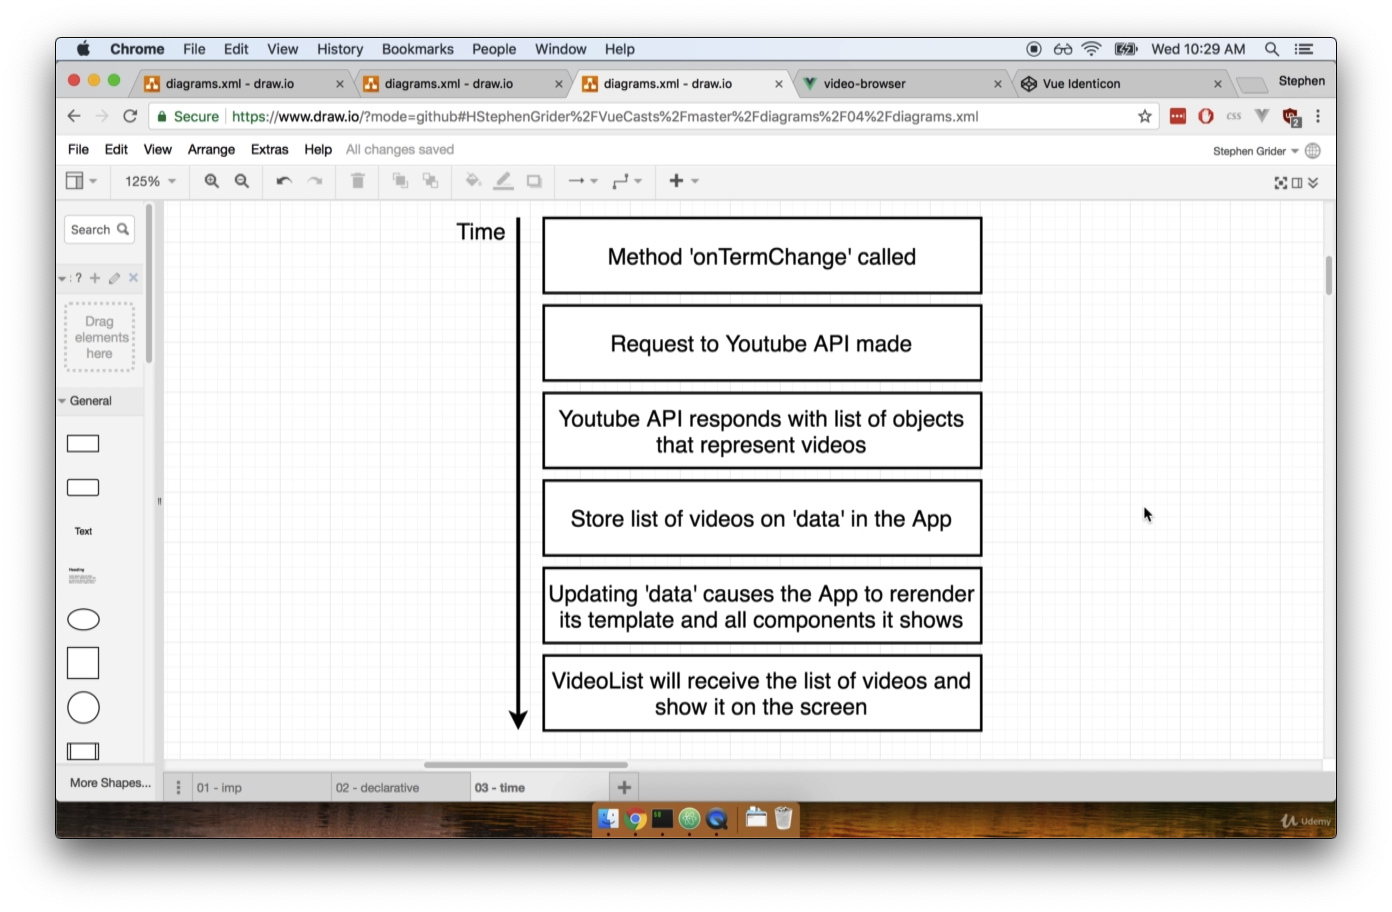 Chrome File Edit View History Bookmarks People Window Help Wed 10:29 AM
diagrams.xml - draw.io diagrams.xml - draw.io diagrams.xml - draw.io video-browser Vue Identicon Stephen
Secure https://www.draw.io/?mode=github#HStephenGrider%2FVueCasts%2Fmaster%2Fdiagrams%2F04%2Fdiagrams.xml css 2
File Edit View Arrange Extras Help All changes saved Stephen Grider
125%
Search
: ?
Drag
elements
here
General
Text
Heading
Time
Method 'onTermChange' called
Request to Youtube API made
Youtube API responds with list of objects
that represent videos
Store list of videos on 'data' in the App
Updating 'data' causes the App to rerender
its template and all components it shows
VideoList will receive the list of videos and
show it on the screen
More Shapes... 01 - imp 02 - declarative 03 - time
Udemy